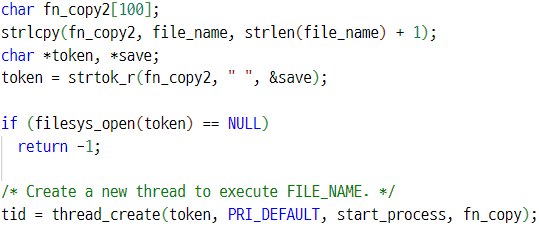 char fn_copy2[100];
strlcpy(fn_copy2, file_name, strlen(file_name) + 1);
char *token, *save;
token = strtok_r(fn_copy2, " ", &save);
if (filesys_open(token) == NULL)
return -1;
/* Create a new thread to execute FILE_NAME. */
tid = thread_create(token, PRI_DEFAULT, start_process, fn_copy);